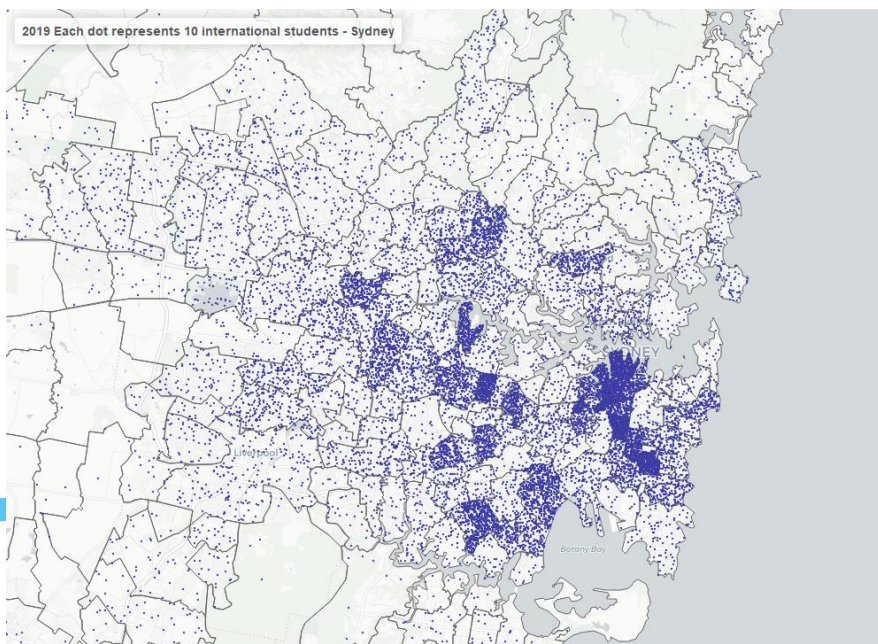 2019 Each dot represents 10 international students - Sydney
Liverpool
Botany Bay